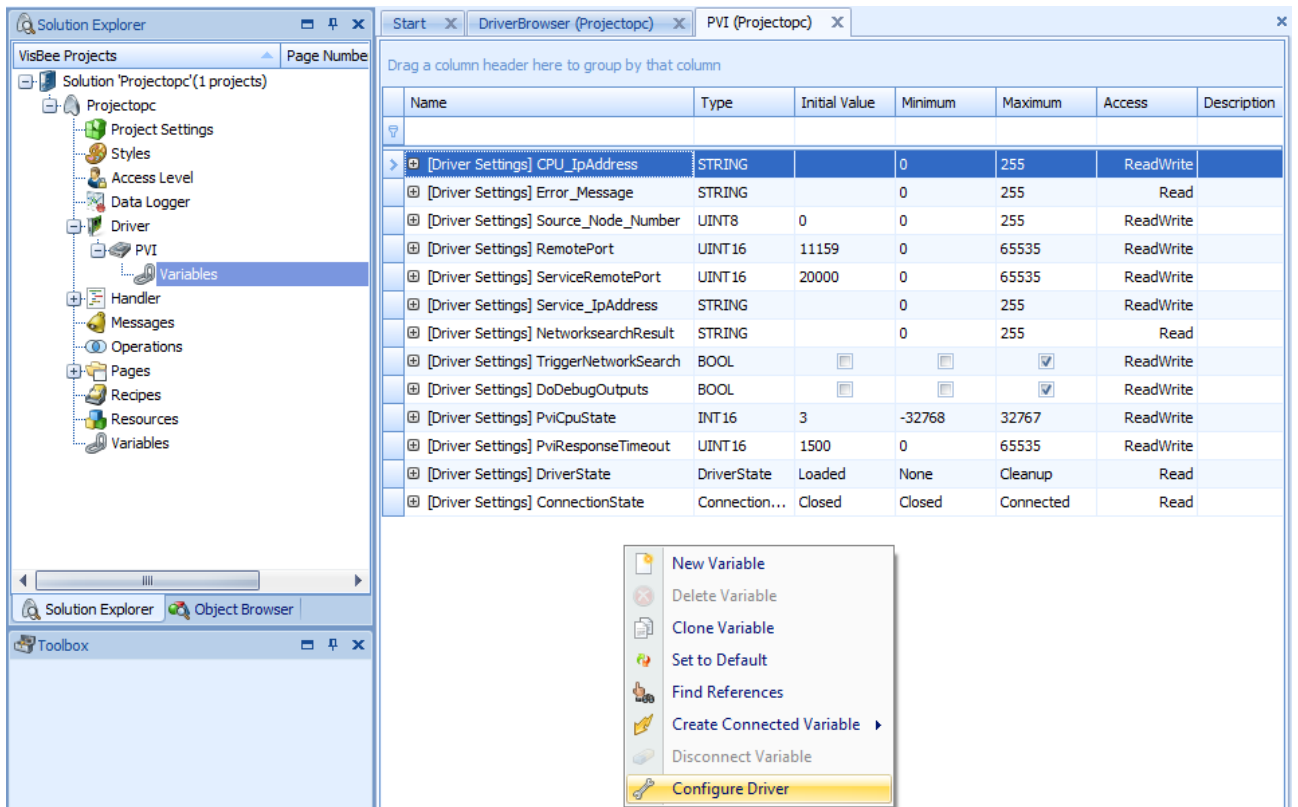 Solution Explorer
VisBee Projects Page Numbe
Solution 'Projectopc'(1 projects)
Projectopc
Project Settings
Styles
Access Level
Data Logger
Driver
PVI
Variables
Handler
Messages
Operations
Pages
Recipes
Resources
Variables
Solution Explorer Object Browser
Toolbox
Start DriverBrowser (Projectopc) PVI (Projectopc)
Drag a column header here to group by that column
Name Type Initial Value Minimum Maximum Access Description
[Driver Settings] CPU_IpAddress STRING 0 255 ReadWrite
[Driver Settings] Error_Message STRING 0 255 Read
[Driver Settings] Source_Node_Number UINT8 0 0 255 ReadWrite
[Driver Settings] RemotePort UINT16 11159 0 65535 ReadWrite
[Driver Settings] ServiceRemotePort UINT16 20000 0 65535 ReadWrite
[Driver Settings] Service_IpAddress STRING 0 255 ReadWrite
[Driver Settings] NetworksearchResult STRING 0 255 Read
[Driver Settings] TriggerNetworkSearch BOOL ReadWrite
[Driver Settings] DoDebugOutputs BOOL ReadWrite
[Driver Settings] PviCpuState INT16 3 -32768 32767 ReadWrite
[Driver Settings] PviResponseTimeout UINT16 1500 0 65535 ReadWrite
[Driver Settings] DriverState DriverState Loaded None Cleanup Read
[Driver Settings] ConnectionState Connection... Closed Closed Connected Read
New Variable
Delete Variable
Clone Variable
Set to Default
Find References
Create Connected Variable
Disconnect Variable
Configure Driver